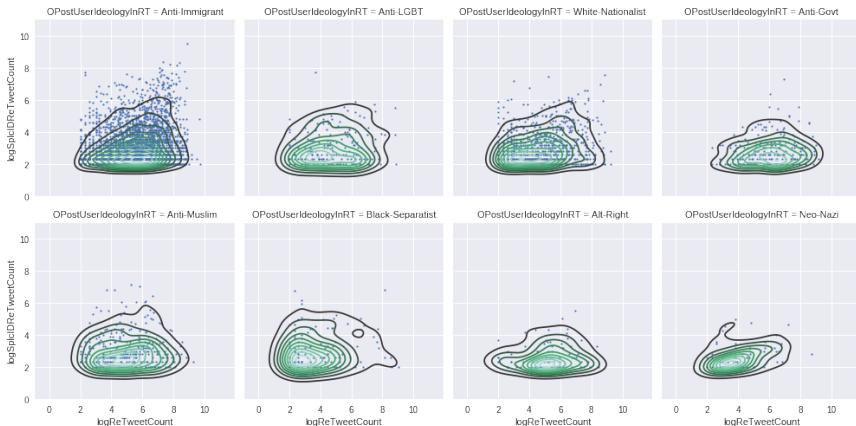 OPostUserIdeologyInRT = Anti-Immigrant
OPostUserIdeologyInRT = Anti-LGBT
OPostUserIdeologyInRT = White-Nationalist
OPostUserIdeologyInRT = Anti-Govt
logSplcIDReTweetCount
10
8
6
4
2
0
OPostUserIdeologyInRT = Anti-Muslim
OPostUserIdeologyInRT = Black-Separatist
OPostUserIdeologyInRT = Alt-Right
OPostUserIdeologyInRT = Neo-Nazi
logSplcIDReTweetCount
10
8
6
4
2
0
0 2 4 6 8 10
0 2 4 6 8 10
0 2 4 6 8 10
0 2 4 6 8 10
logReTweetCount
logReTweetCount
logReTweetCount
logReTweetCount